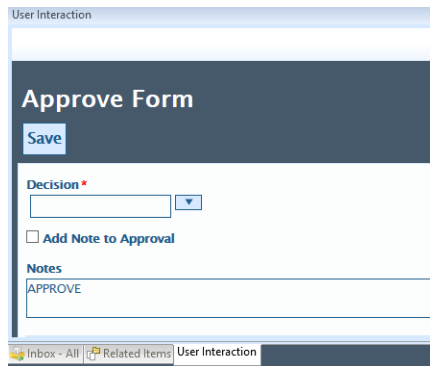 User Interaction
Approve Form
Save
Decision*
Add Note to Approval
Notes
APPROVE
Inbox - All Related Items User Interaction